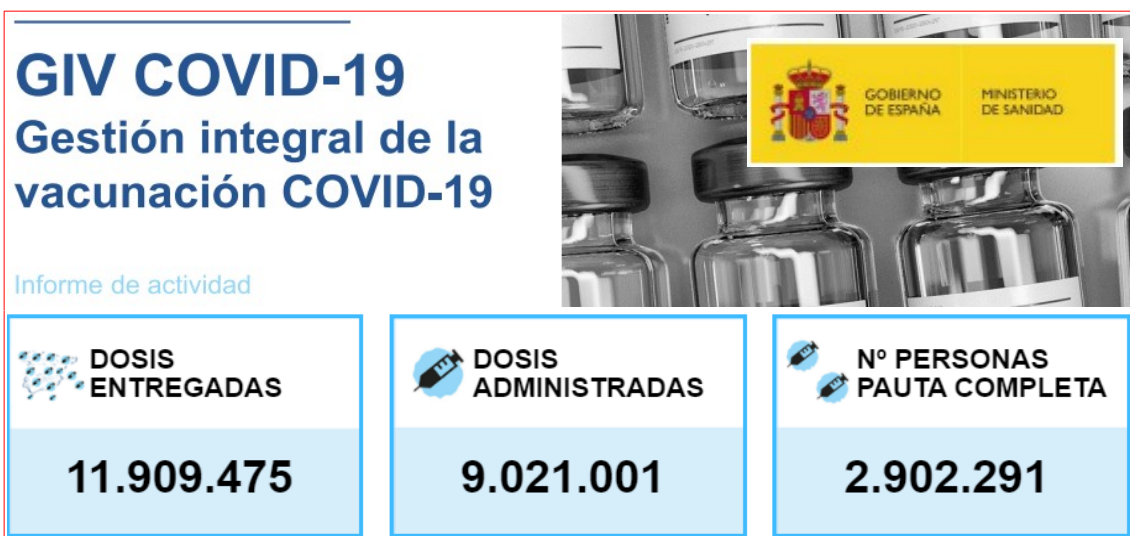 GIV COVID-19
Gestión integral de la
vacunación COVID-19
Informe de actividad
GOBIERNO
DE ESPAÑA
MINISTERIO
DE SANIDAD
DOSIS
ENTREGADAS
11.909.475
DOSIS
ADMINISTRADAS
9.021.001
Nº PERSONAS
PAUTA COMPLETA
2.902.291